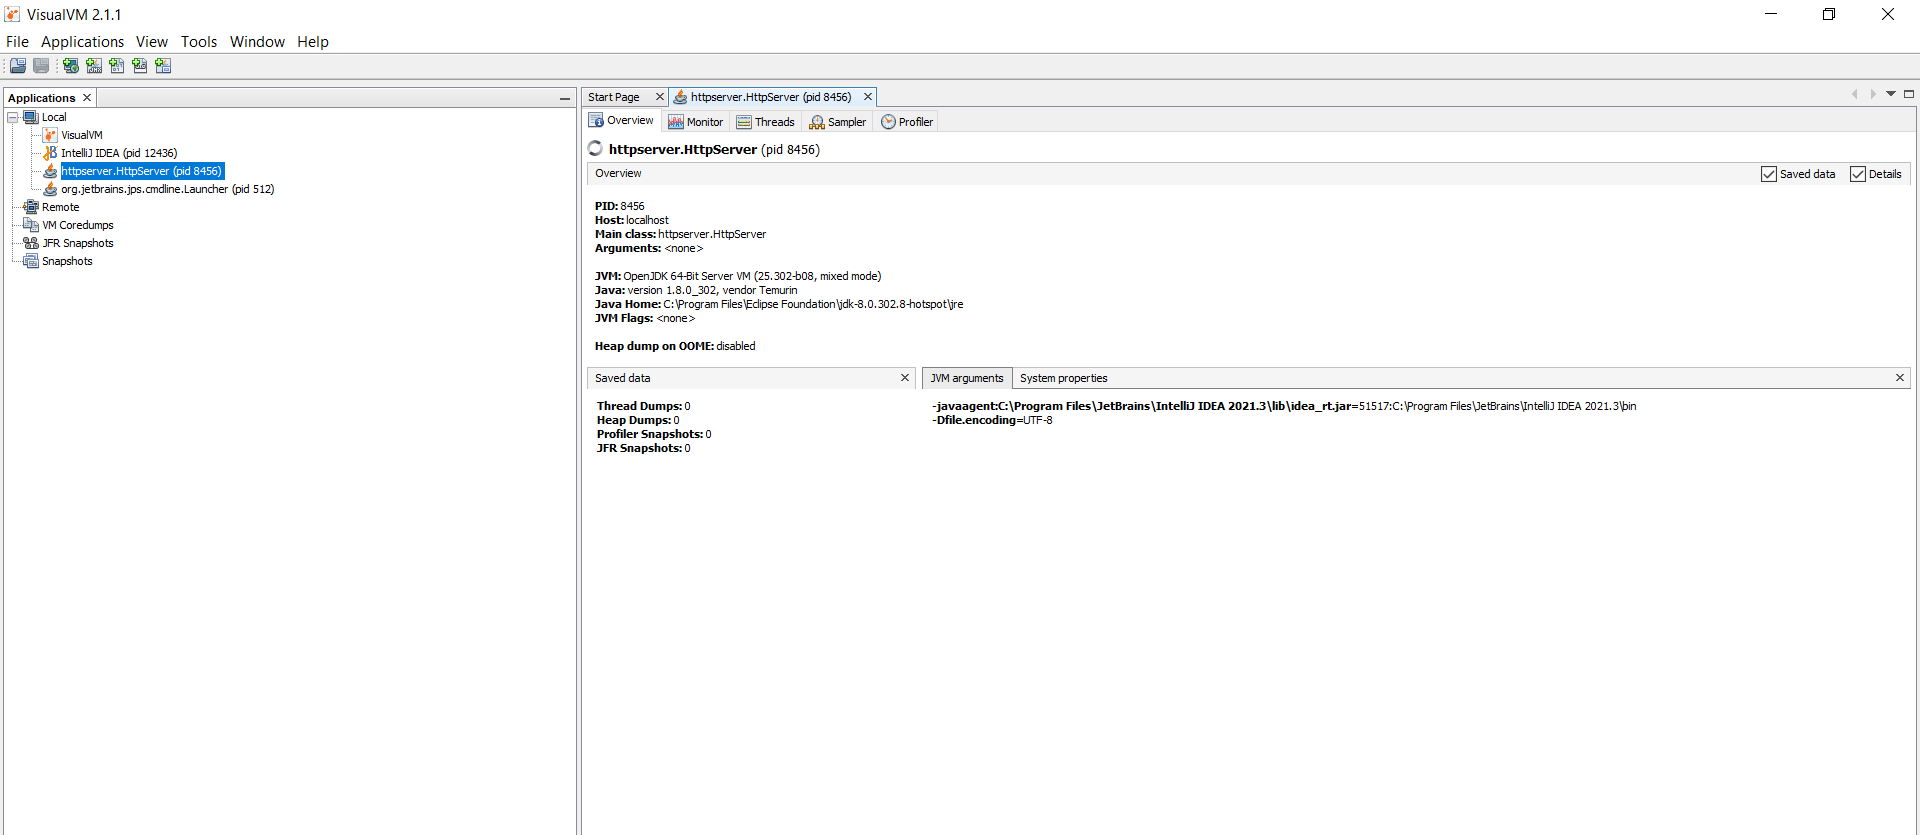 VisualVM 2.1.1
File Applications View Tools Window Help
Applications
Local
VisualVM
IntelliJ IDEA (pid 12436)
httpserver.HttpServer (pid 8456)
org.jetbrains.jps.cmdline.Launcher (pid 512)
Remote
VM Coredumps
JFR Snapshots
Snapshots
Start Page httpserver.HttpServer (pid 8456)
Overview Monitor Threads Sampler Profiler
httpserver.HttpServer (pid 8456)
Overview Saved data Details
PID: 8456
Host: localhost
Main class: httpserver.HttpServer
Arguments: <none>
JVM: OpenJDK 64-Bit Server VM (25.302-b08, mixed mode)
Java: version 1.8.0_302, vendor Temurin
Java Home: C:\Program Files\Eclipse Foundation\jdk-8.0.302.8-hotspot\jre
JVM Flags: <none>
Heap dump on OOME: disabled
Saved data
Thread Dumps: 0
Heap Dumps: 0
Profiler Snapshots: 0
JFR Snapshots: 0
JVM arguments System properties
-javaagent:C:\Program Files\JetBrains\IntelliJ IDEA 2021.3\lib\idea_rt.jar=51517:C:\Program Files\JetBrains\IntelliJ IDEA 2021.3\bin
-Dfile.encoding=UTF-8